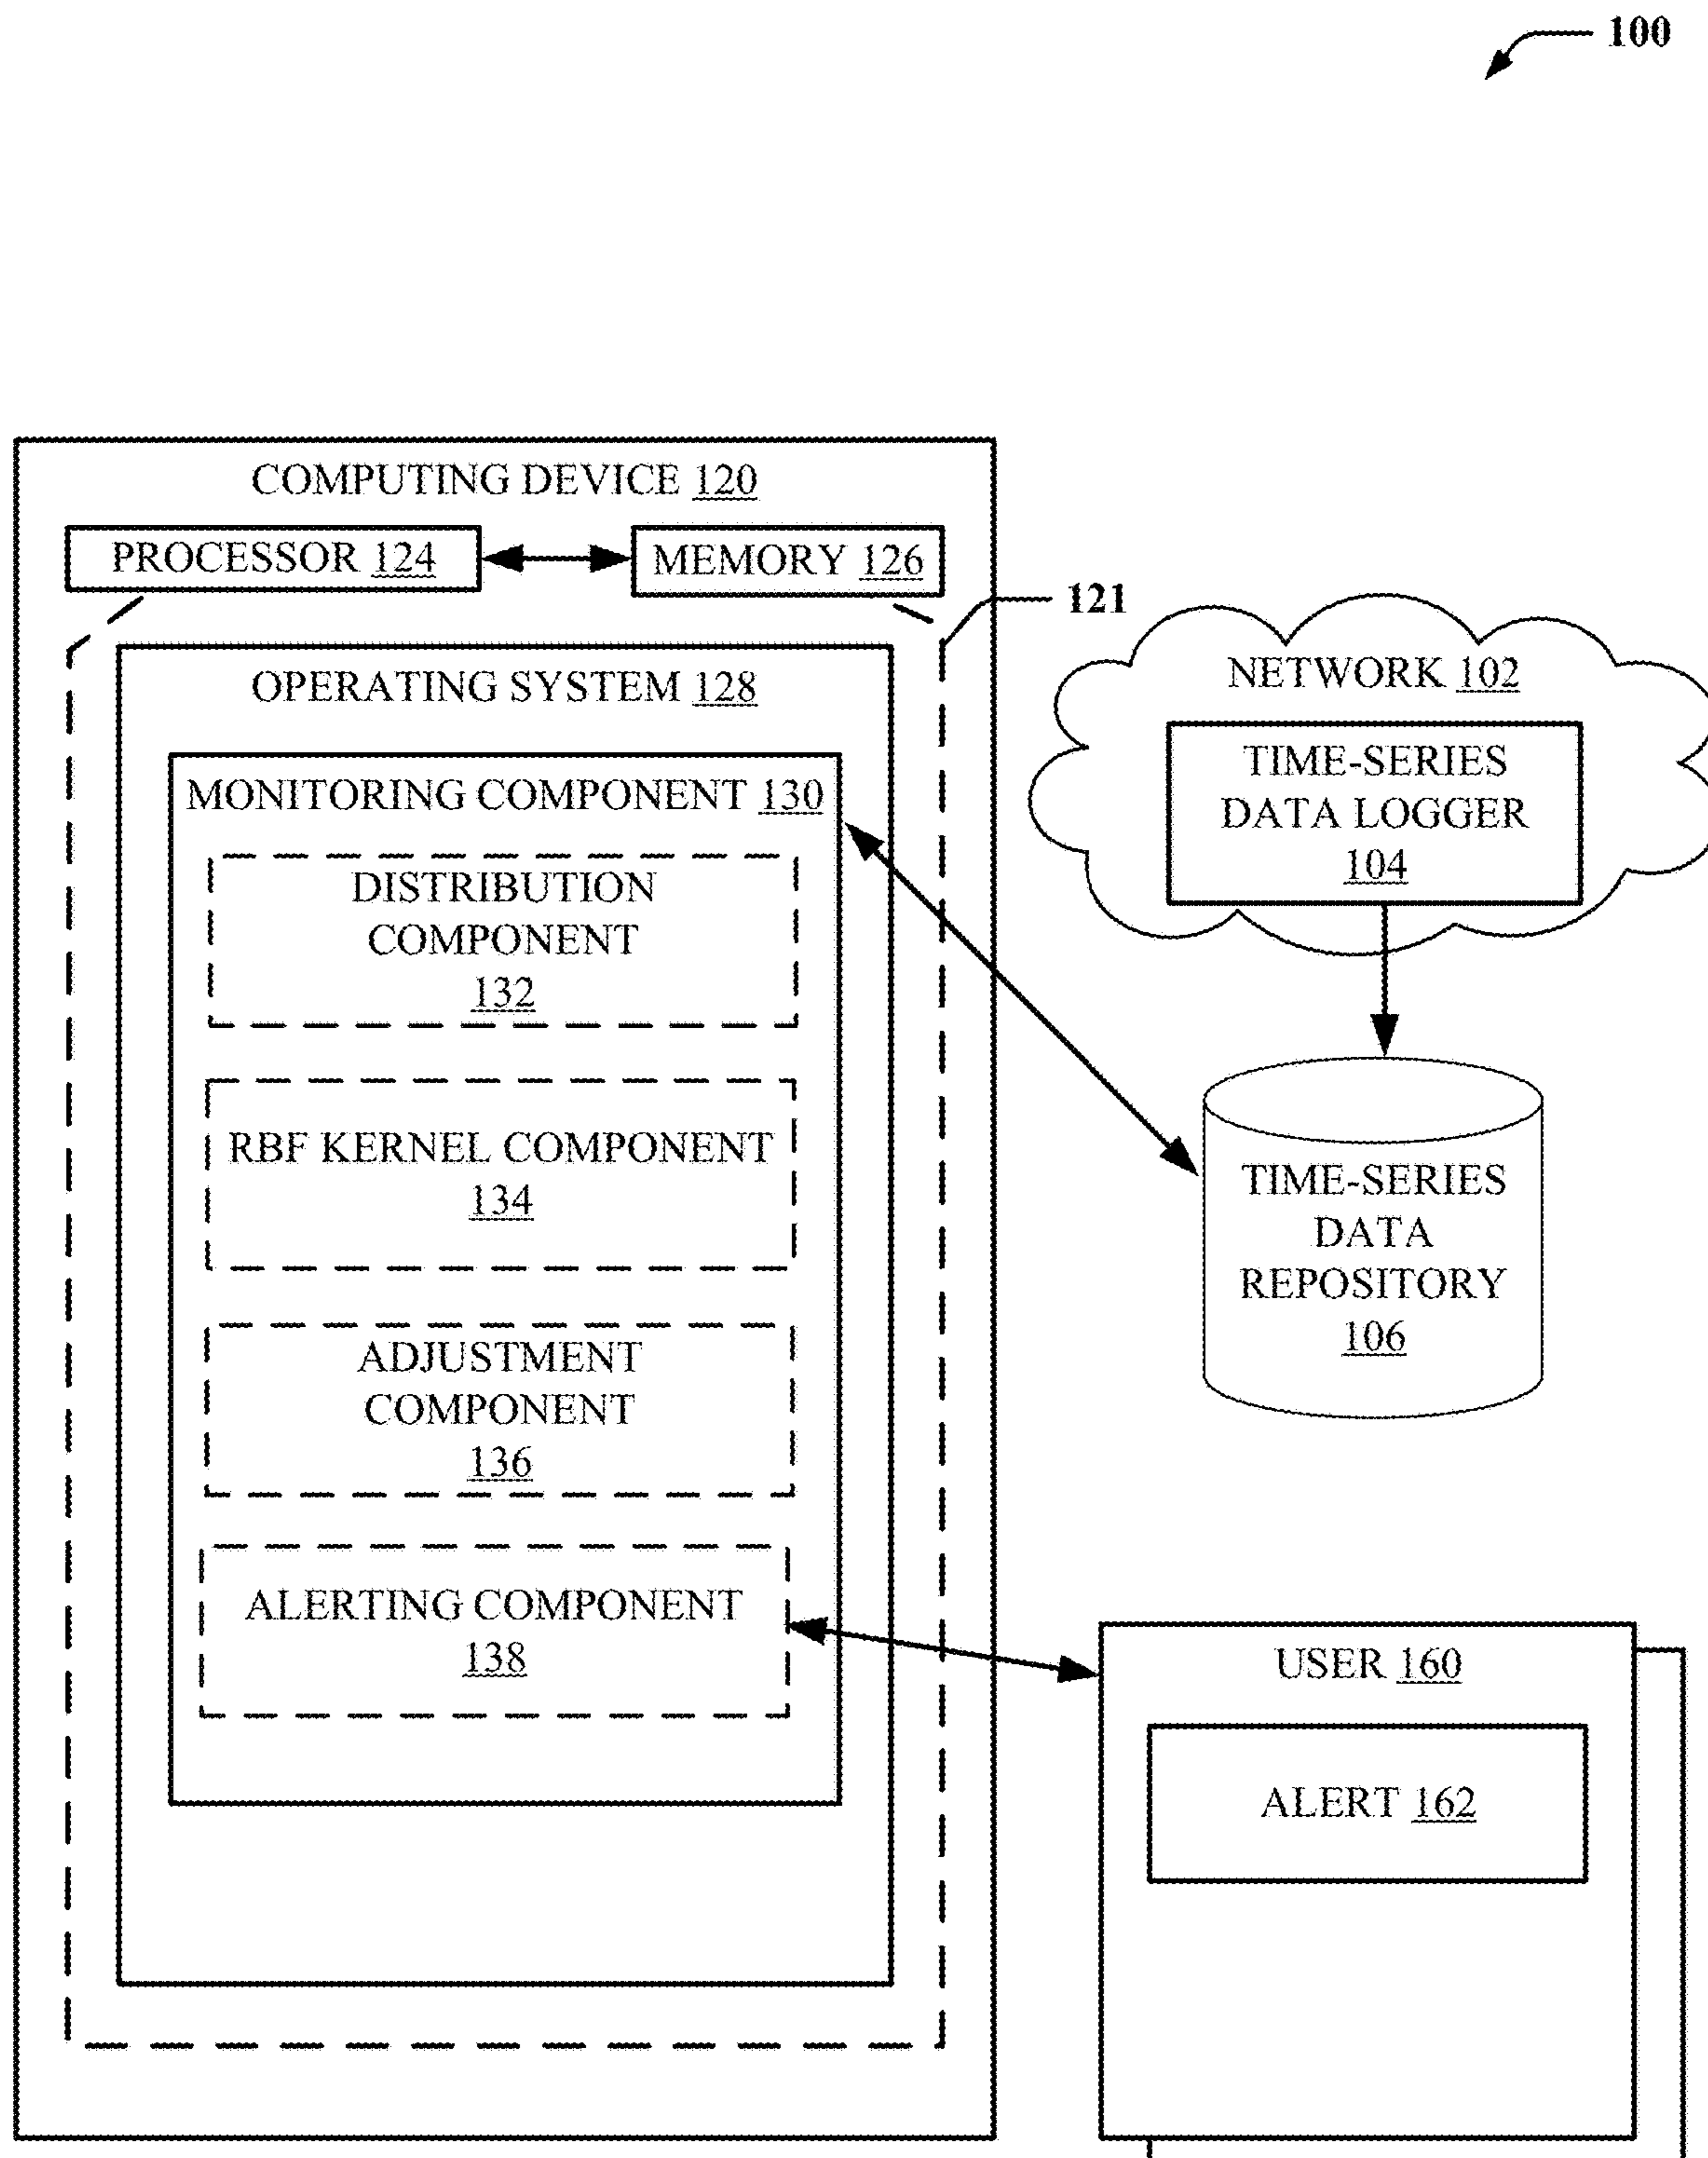 100
COMPUTING DEVICE 120
PROCESSOR 124
MEMORY 126
121
OPERATING SYSTEM 128
MONITORING COMPONENT 130
DISTRIBUTION
COMPONENT
132
RBF KERNEL COMPONENT
134
ADJUSTMENT
COMPONENT
136
ALERTING COMPONENT
138
NETWORK 102
TIME-SERIES
DATA LOGGER
104
TIME-SERIES
DATA
REPOSITORY
106
USER 160
ALERT 162